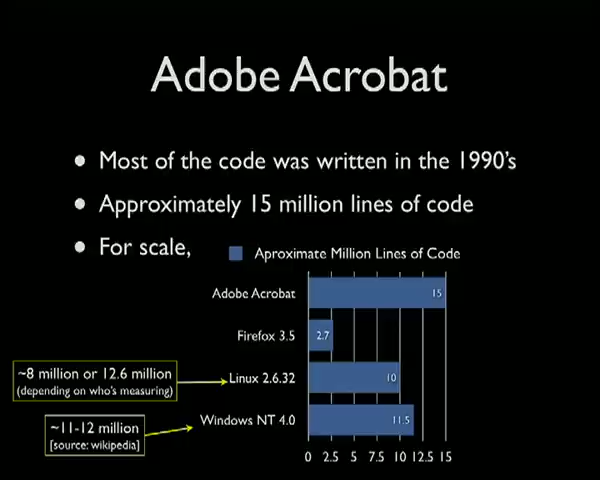 Adobe Acrobat
• Most of the code was written in the 1990's
• Approximately 15 million lines of code
• For scale,
Aproximate Million Lines of Code
Adobe Acrobat 15
Firefox 3.5 2.7
~8 million or 12.6 million
(depending on who's measuring)
Linux 2.6.32 10
~11-12 million
[source: wikipedia]
Windows NT 4.0 11.5
0 2.5 5 7.5 10 12.5 15